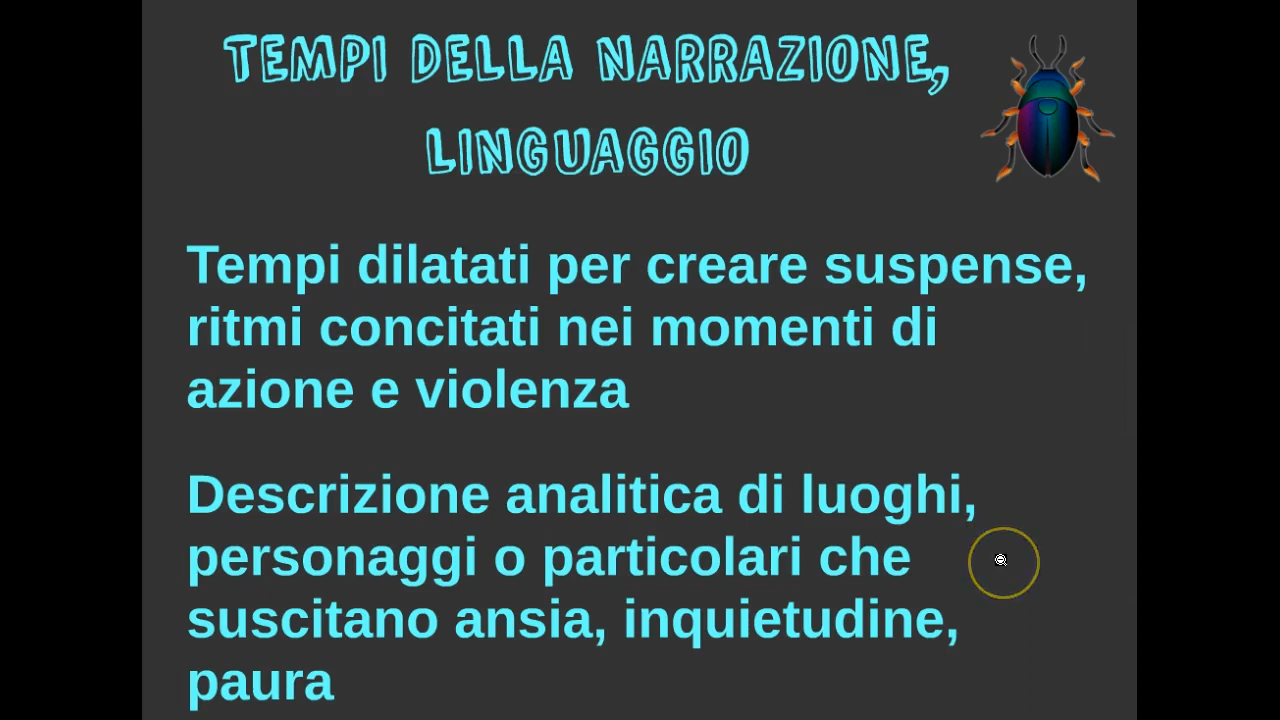 TEMPI DELLA NARRAZIONE,
LINGUAGGIO
Tempi dilatati per creare suspense,
ritmi concitati nei momenti di
azione e violenza
Descrizione analitica di luoghi,
personaggi o particolari che
suscitano ansia, inquietudine,
paura